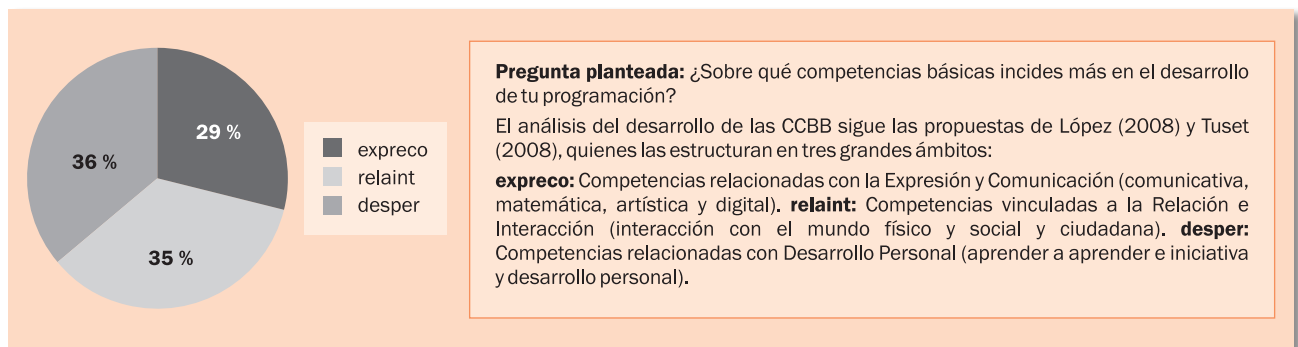 29 %
36 %
35 %
expreco
relaint
desper
Pregunta planteada: ¿Sobre qué competencias básicas incides más en el desarrollo
de tu programación?
El análisis del desarrollo de las CCBB sigue las propuestas de López (2008) y Tuset
(2008), quienes las estructuran en tres grandes ámbitos:
expreco: Competencias relacionadas con la Expresión y Comunicación (comunicativa,
matemática, artística y digital). relaint: Competencias vinculadas a la Relación e
Interacción (interacción con el mundo físico y social y ciudadana). desper:
Competencias relacionadas con Desarrollo Personal (aprender a aprender e iniciativa
y desarrollo personal).